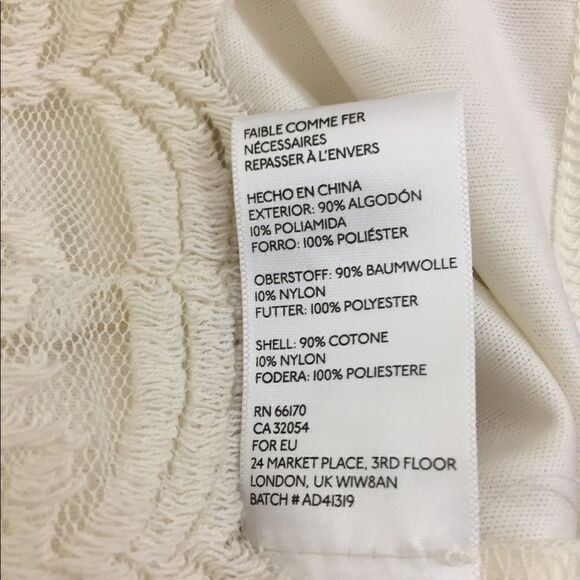 FAIBLE COMME FER
NÉCESSAIRES
REPASSER À L'ENVERS
HECHO EN CHINA
EXTERIOR: 90% ALGODÓN
10% POLIAMIDA
FORRO: 100% POLIÉSTER
OBERSTOFF: 90% BAUMWOLLE
10% NYLON
FUTTER: 100% POLYESTER
SHELL: 90% COTONE
10% NYLON
FODERA: 100% POLIESTERE
RN 66170
CA 32054
FOR EU
24 MARKET PLACE, 3RD FLOOR
LONDON, UK W1W8AN
BATCH # AD41319